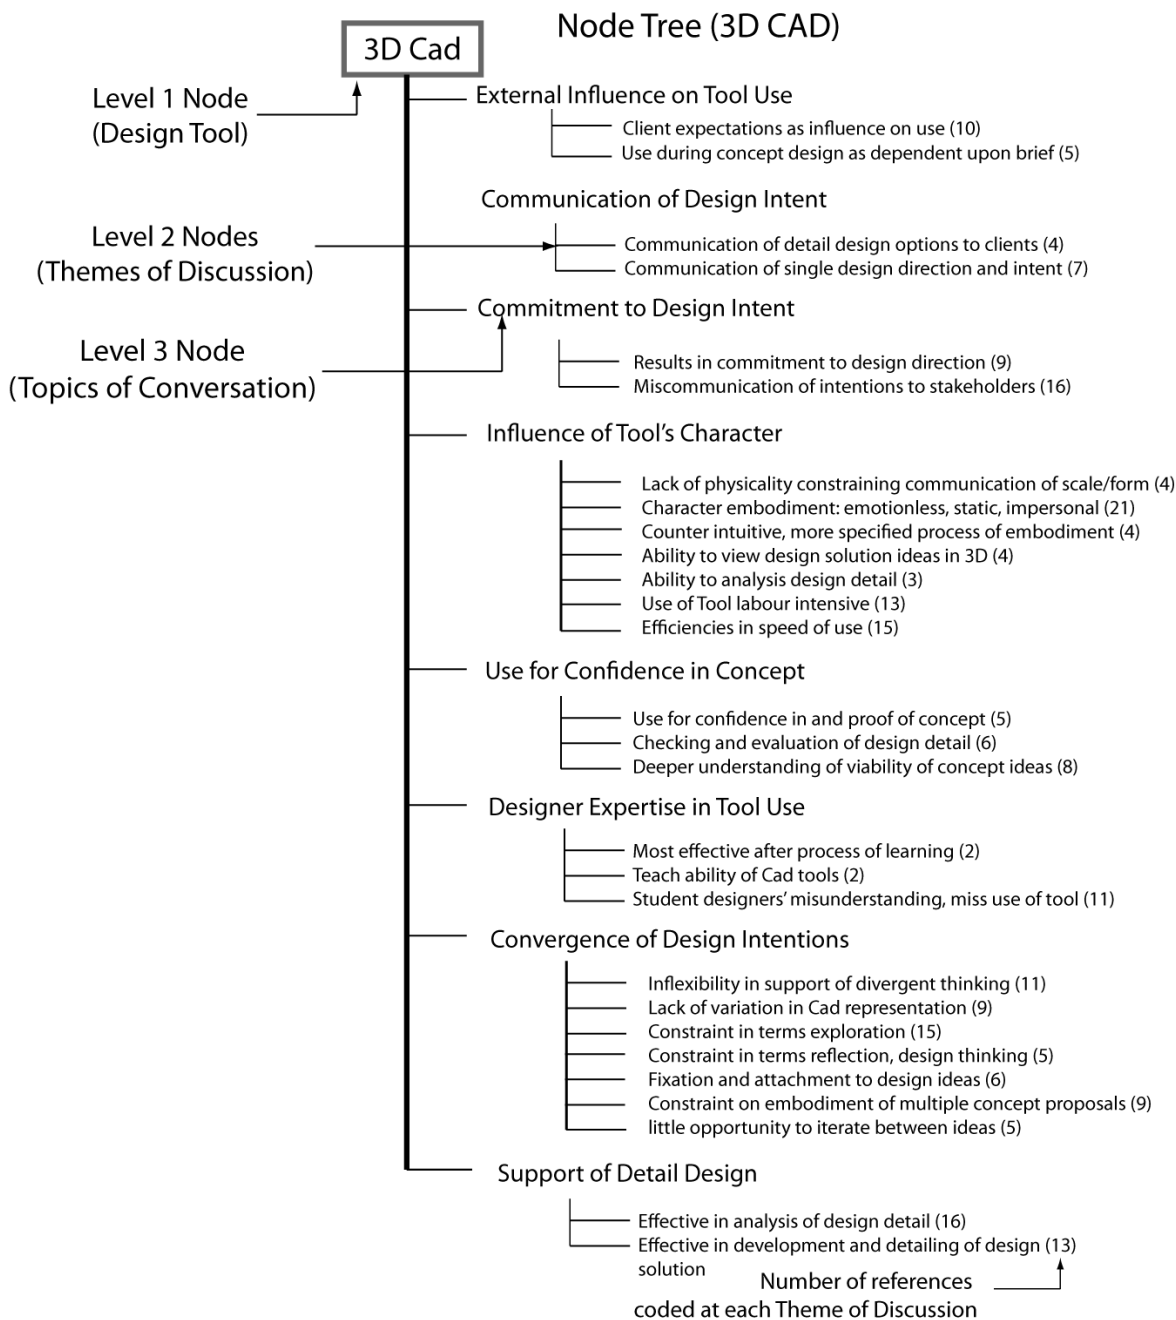 Node Tree (3D CAD)
3D Cad
Level 1 Node
(Design Tool)
External Influence on Tool Use
Client expectations as influence on use (10)
Use during concept design as dependent upon brief (5)
Communication of Design Intent
Level 2 Nodes
(Themes of Discussion)
Communication of detail design options to clients (4)
Communication of single design direction and intent (7)
Commitment to Design Intent
Level 3 Node
(Topics of Conversation)
Results in commitment to design direction (9)
Miscommunication of intentions to stakeholders (16)
Influence of Tool's Character
Lack of physicality constraining communication of scale/form (4)
Character embodiment: emotionless, static, impersonal (21)
Counter intuitive, more specified process of embodiment (4)
Ability to view design solution ideas in 3D (4)
Ability to analysis design detail (3)
Use of Tool labour intensive (13)
Efficiencies in speed of use (15)
Use for Confidence in Concept
Use for confidence in and proof of concept (5)
Checking and evaluation of design detail (6)
Deeper understanding of viability of concept ideas (8)
Designer Expertise in Tool Use
Most effective after process of learning (2)
Teach ability of Cad tools (2)
Student designers' misunderstanding, miss use of tool (11)
Convergence of Design Intentions
Inflexibility in support of divergent thinking (11)
Lack of variation in Cad representation (9)
Constraint in terms exploration (15)
Constraint in terms reflection, design thinking (5)
Fixation and attachment to design ideas (6)
Constraint on embodiment of multiple concept proposals (9)
little opportunity to iterate between ideas (5)
Support of Detail Design
Effective in analysis of design detail (16)
Effective in development and detailing of design (13)
solution
Number of references
coded at each Theme of Discussion